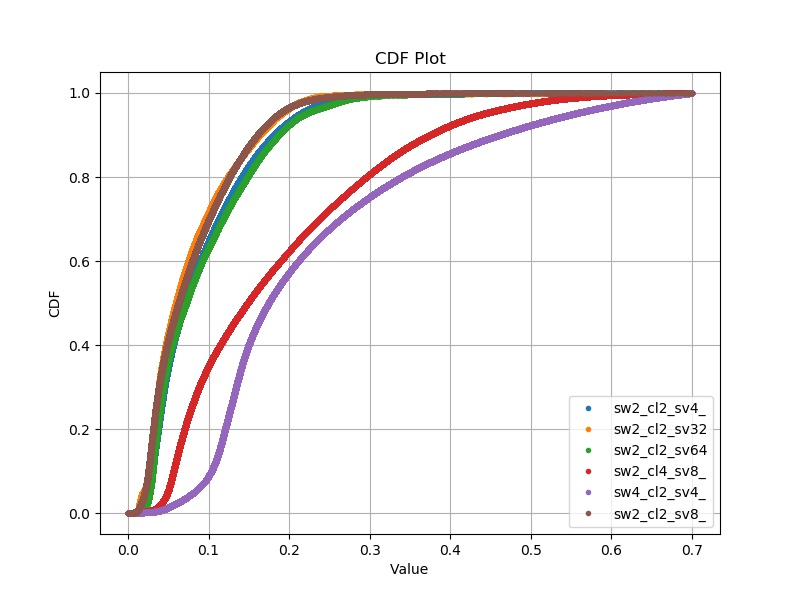 CDF Plot
CDF
1.0
0.8
0.6
0.4
0.2
0.0
0.0 0.1 0.2 0.3 0.4 0.5 0.6 0.7
Value
sw2_cl2_sv4_
sw2_cl2_sv32
sw2_cl2_sv64
sw2_cl4_sv8_
sw4_cl2_sv4_
sw2_cl2_sv8_